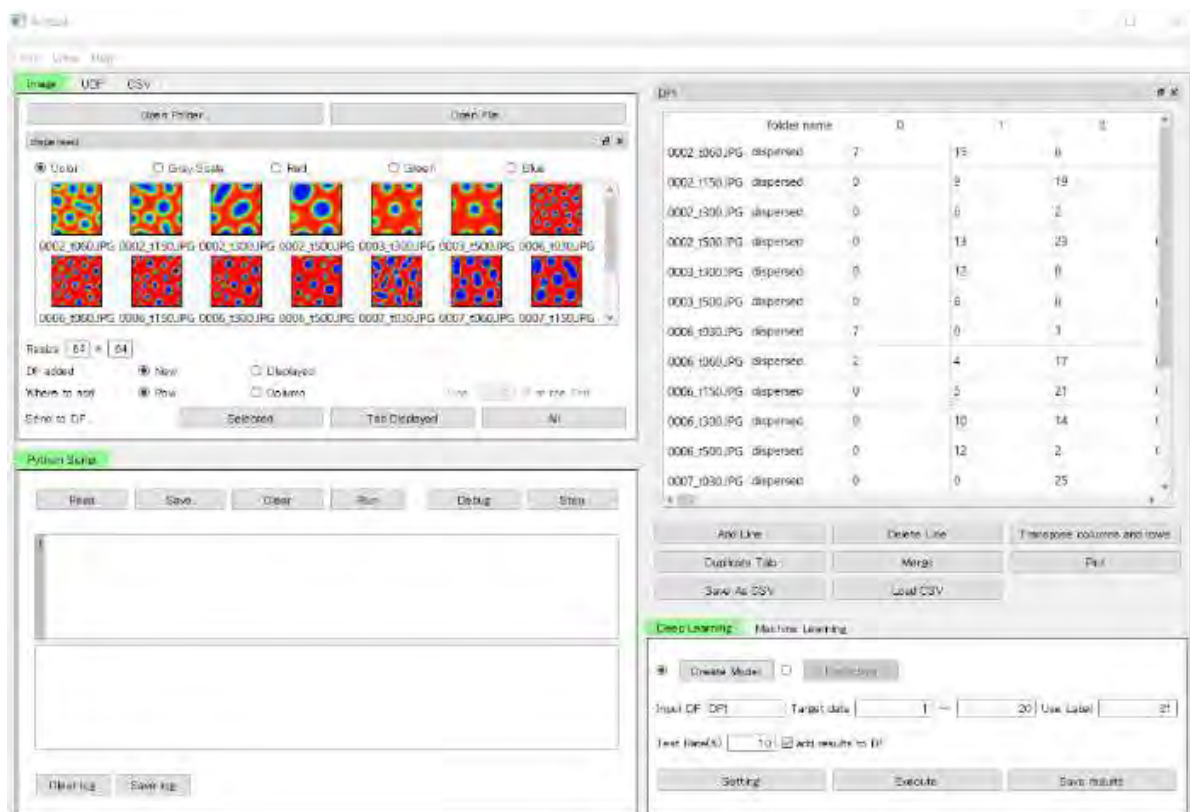 View Help
Image UDF CSV
Open Folder Open File
dispersed
Color Gray Scale Red Green Blue
0002_t060.JPG 0002_t150.JPG 0002_t300.JPG 0002_t500.JPG 0003_t300.JPG 0003_t500.JPG 0006_t030.JPG
0006_t060.JPG 0006_t150.JPG 0006_t300.JPG 0006_t500.JPG 0007_t030.JPG 0007_t060.JPG 0007_t150.JPG
Resize 64 * 64
DF added New Displayed
Where to add Row Column
Send to DF Selected Tab Displayed All
Python Script
Read Save Clear Run Debug Stop
1
Clear log Save log
DF1
folder name 0 1 2
0002_t060.JPG dispersed 7 15
0002_t150.JPG dispersed 0 9 19
0002_t300.JPG dispersed 0 2
0002_t500.JPG dispersed 0 13 23
0003_t300.JPG dispersed 0 12
0003_t500.JPG dispersed 0
0006_t030.JPG dispersed 7 0 3
0006_t060.JPG dispersed 2 4 17
0006_t150.JPG dispersed 0 5 21
0006_t300.JPG dispersed 0 10 14
0006_t500.JPG dispersed 0 12 2
0007_t030.JPG dispersed 0 0 25
Add Line Delete Line Transpose columns and rows
Duplicate Tab Merge Plot
Save As CSV Load CSV
Deep Learning Machine Learning
Create Model Prediction
Input DF DF1 Target data 1 ~ 20 Use Label 21
Test Rate(%) 10 add results to DF
Setting Execute Save results